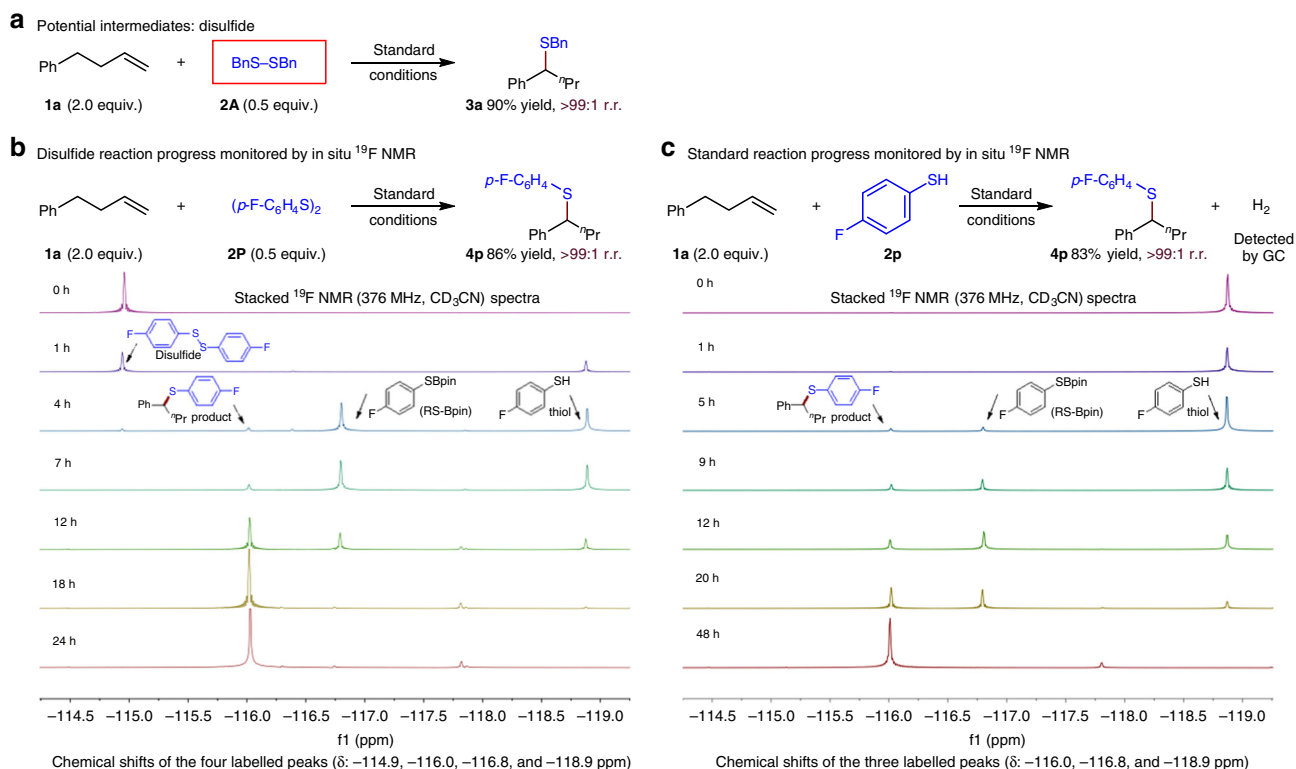 a Potential intermediates: disulfide
Ph + BnS–SBn Standard conditions SBn Ph ⁿPr
1a (2.0 equiv.) 2A (0.5 equiv.) 3a 90% yield, >99:1 r.r.
b Disulfide reaction progress monitored by in situ ¹⁹F NMR
Ph + (p-F-C₆H₄S)₂ Standard conditions p-F-C₆H₄ S Ph ⁿPr
1a (2.0 equiv.) 2P (0.5 equiv.) 4p 86% yield, >99:1 r.r.
0 h Stacked ¹⁹F NMR (376 MHz, CD₃CN) spectra
F S S F
1 h Disulfide
S F Ph ⁿPr product
SBpin F (RS-Bpin)
SH F thiol
4 h
7 h
12 h
18 h
24 h
−114.5 −115.0 −116.0 −116.5 −117.0 −117.5 −118.0 −118.5 −119.0
f1 (ppm)
Chemical shifts of the four labelled peaks (δ: −114.9, −116.0, −116.8, and −118.9 ppm)
c Standard reaction progress monitored by in situ ¹⁹F NMR
Ph + SH F Standard conditions p-F-C₆H₄ S Ph ⁿPr + H₂
1a (2.0 equiv.) 2p 4p 83% yield, >99:1 r.r. Detected by GC
0 h Stacked ¹⁹F NMR (376 MHz, CD₃CN) spectra
1 h
S F Ph ⁿPr product
SBpin F (RS-Bpin)
SH F thiol
5 h
9 h
12 h
20 h
48 h
−114.5 −115.0 −115.5 −116.0 −116.5 −117.0 −117.5 −118.0 −118.5 −119.0
f1 (ppm)
Chemical shifts of the three labelled peaks (δ: −116.0, −116.8, and −118.9 ppm)